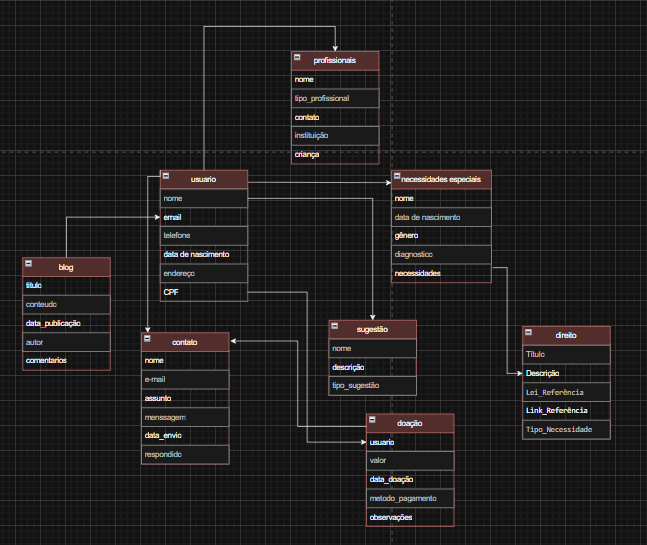 profissionais
nome
tipo_profissional
contato
instituição
criança
usuario
nome
email
telefone
data de nascimento
endereço
CPF
necessidades especiais
nome
data de nascimento
gênero
diagnostico
necessidades
blog
titulo
conteudo
data_publicação
autor
comentarios
contato
nome
e-mail
assunto
menssagem
data_envio
respondido
sugestão
nome
descrição
tipo_sugestão
direito
Título
Descrição
Lei_Referência
Link_Referência
Tipo_Necessidade
doação
usuario
valor
data_doação
metodo_pagamento
observações